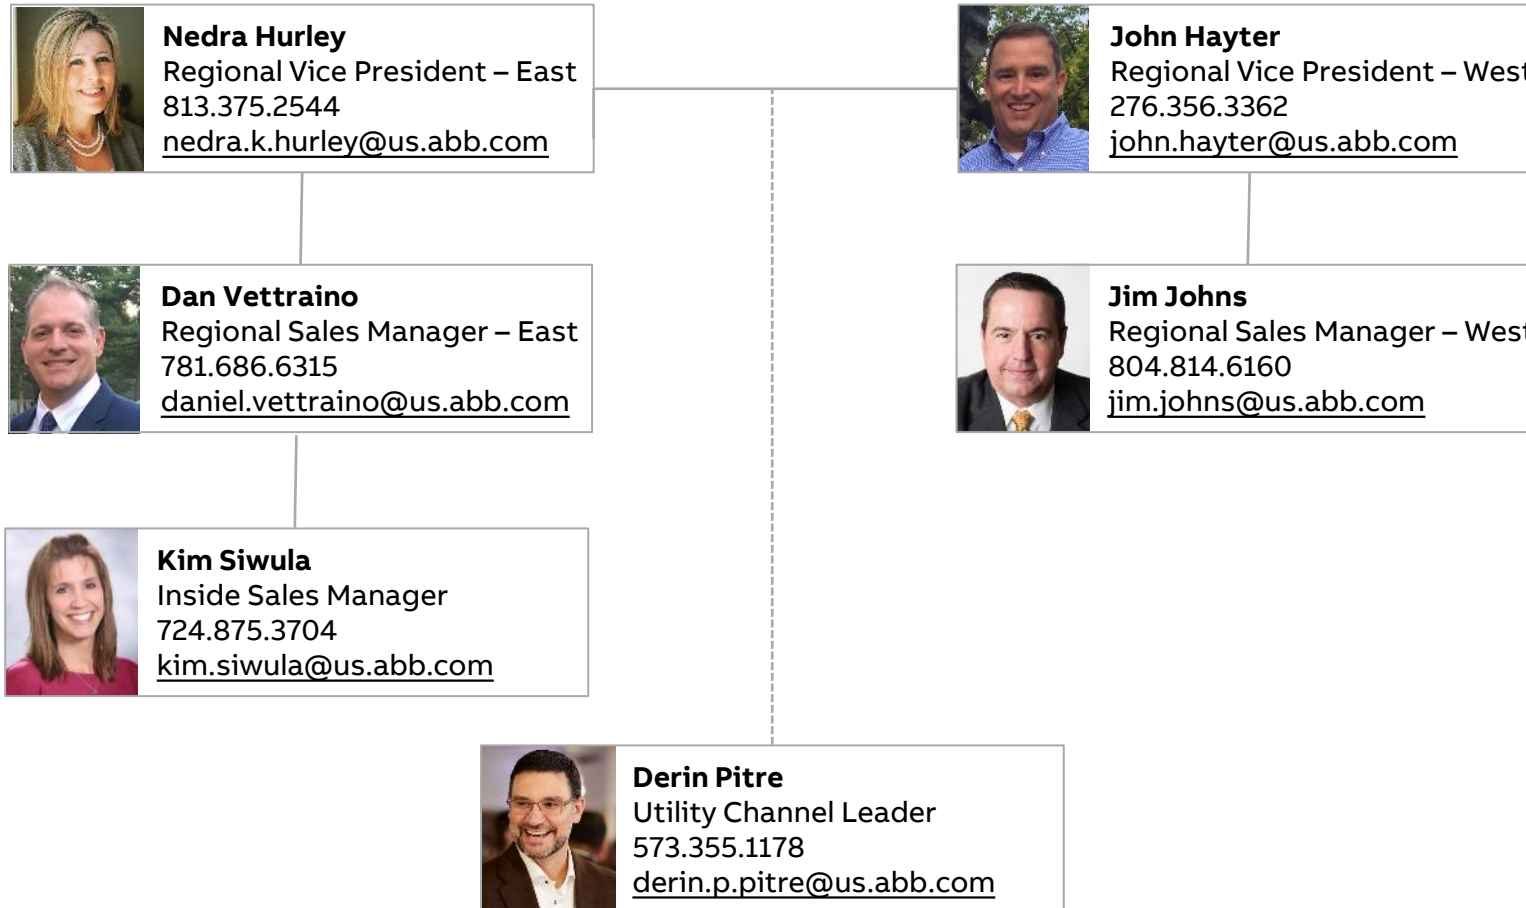 Nedra Hurley
Regional Vice President – East
813.375.2544
nedra.k.hurley@us.abb.com
John Hayter
Regional Vice President – West
276.356.3362
john.hayter@us.abb.com
Dan Vettraino
Regional Sales Manager – East
781.686.6315
daniel.vettraino@us.abb.com
Jim Johns
Regional Sales Manager – West
804.814.6160
jim.johns@us.abb.com
Kim Siwula
Inside Sales Manager
724.875.3704
kim.siwula@us.abb.com
Derin Pitre
Utility Channel Leader
573.355.1178
derin.p.pitre@us.abb.com